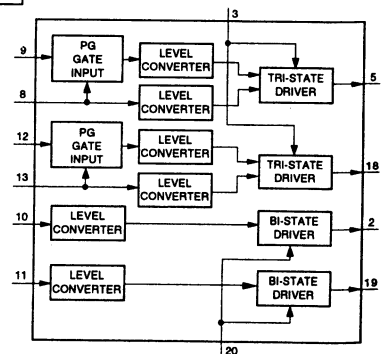 3
9
PG
GATE
INPUT
LEVEL
CONVERTER
TRI-STATE
DRIVER
5
8
LEVEL
CONVERTER
12
PG
GATE
INPUT
LEVEL
CONVERTER
TRI-STATE
DRIVER
18
13
LEVEL
CONVERTER
10
LEVEL
CONVERTER
BI-STATE
DRIVER
2
11
LEVEL
CONVERTER
BI-STATE
DRIVER
19
20